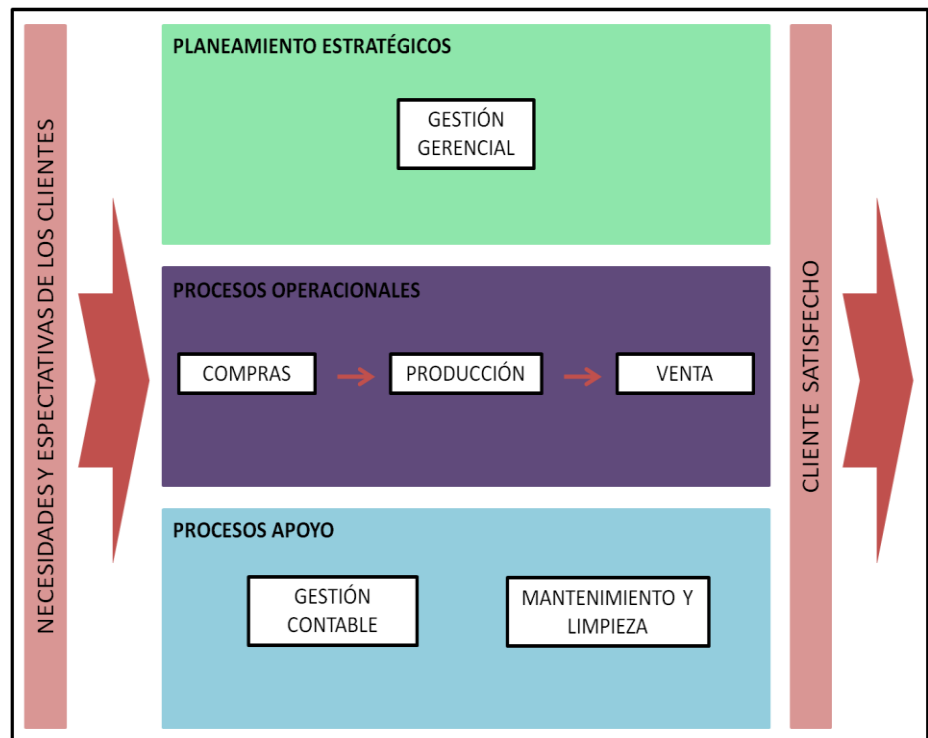 NECESIDADES Y ESPECTATIVAS DE LOS CLIENTES
PLANEAMIENTO ESTRATÉGICOS
GESTIÓN
GERENCIAL
PROCESOS OPERACIONALES
COMPRAS
PRODUCCIÓN
VENTA
PROCESOS APOYO
GESTIÓN
CONTABLE
MANTENIMIENTO Y
LIMPIEZA
CLIENTE SATISFECHO